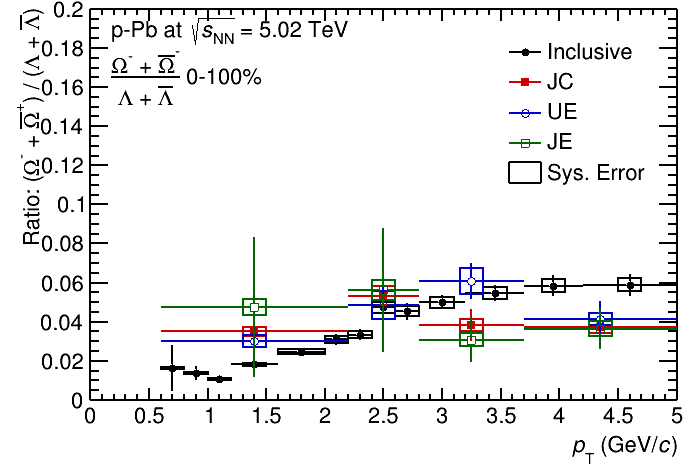 0.2
0.18
0.16
0.14
0.12
0.1
0.08
0.06
0.04
0.02
0
Ratio: (Ω⁻ + Ω̅⁺) / (Λ + Λ̅)
p-Pb at √s_NN = 5.02 TeV
Ω⁻ + Ω̅⁻
Λ + Λ̅
0-100%
Inclusive
JC
UE
JE
Sys. Error
0 0.5 1 1.5 2 2.5 3 3.5 4 4.5 5
p_T (GeV/c)